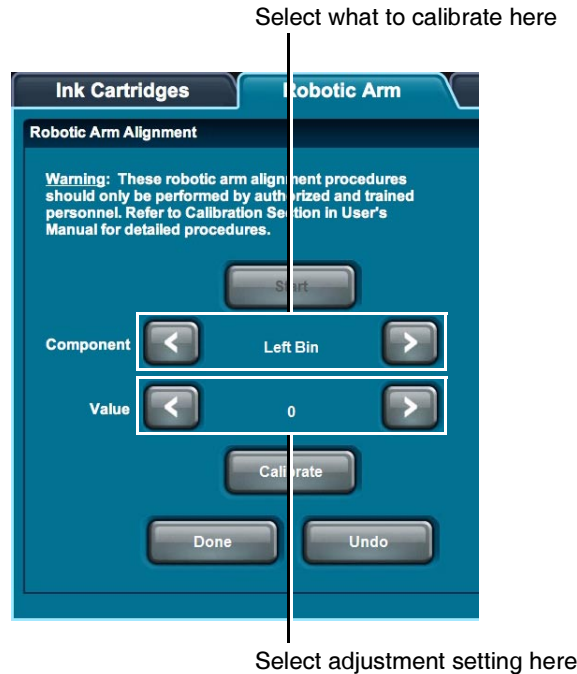 Select what to calibrate here
Ink Cartridges
Robotic Arm
Robotic Arm Alignment
Warning: These robotic arm alignment procedures
should only be performed by authorized and trained
personnel. Refer to Calibration Section in User's
Manual for detailed procedures.
Start
Component < Left Bin >
Value < 0 >
Calibrate
Done Undo
Select adjustment setting here